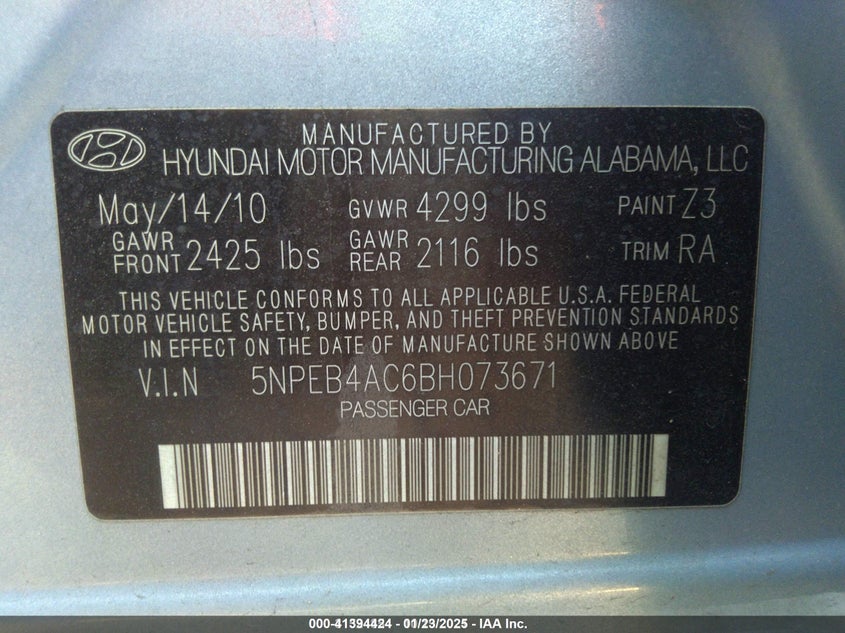 MANUFACTURED BY
HYUNDAI MOTOR MANUFACTURING ALABAMA, LLC
May/14/10 GVWR 4299 lbs PAINT Z3
GAWR FRONT 2425 lbs GAWR REAR 2116 lbs TRIM RA
THIS VEHICLE CONFORMS TO ALL APPLICABLE U.S.A. FEDERAL
MOTOR VEHICLE SAFETY, BUMPER, AND THEFT PREVENTION STANDARDS
IN EFFECT ON THE DATE OF MANUFACTURE SHOWN ABOVE
V.I.N 5NPEB4AC6BH073671
PASSENGER CAR
000-41394424 - 01/23/2025 - IAA Inc.